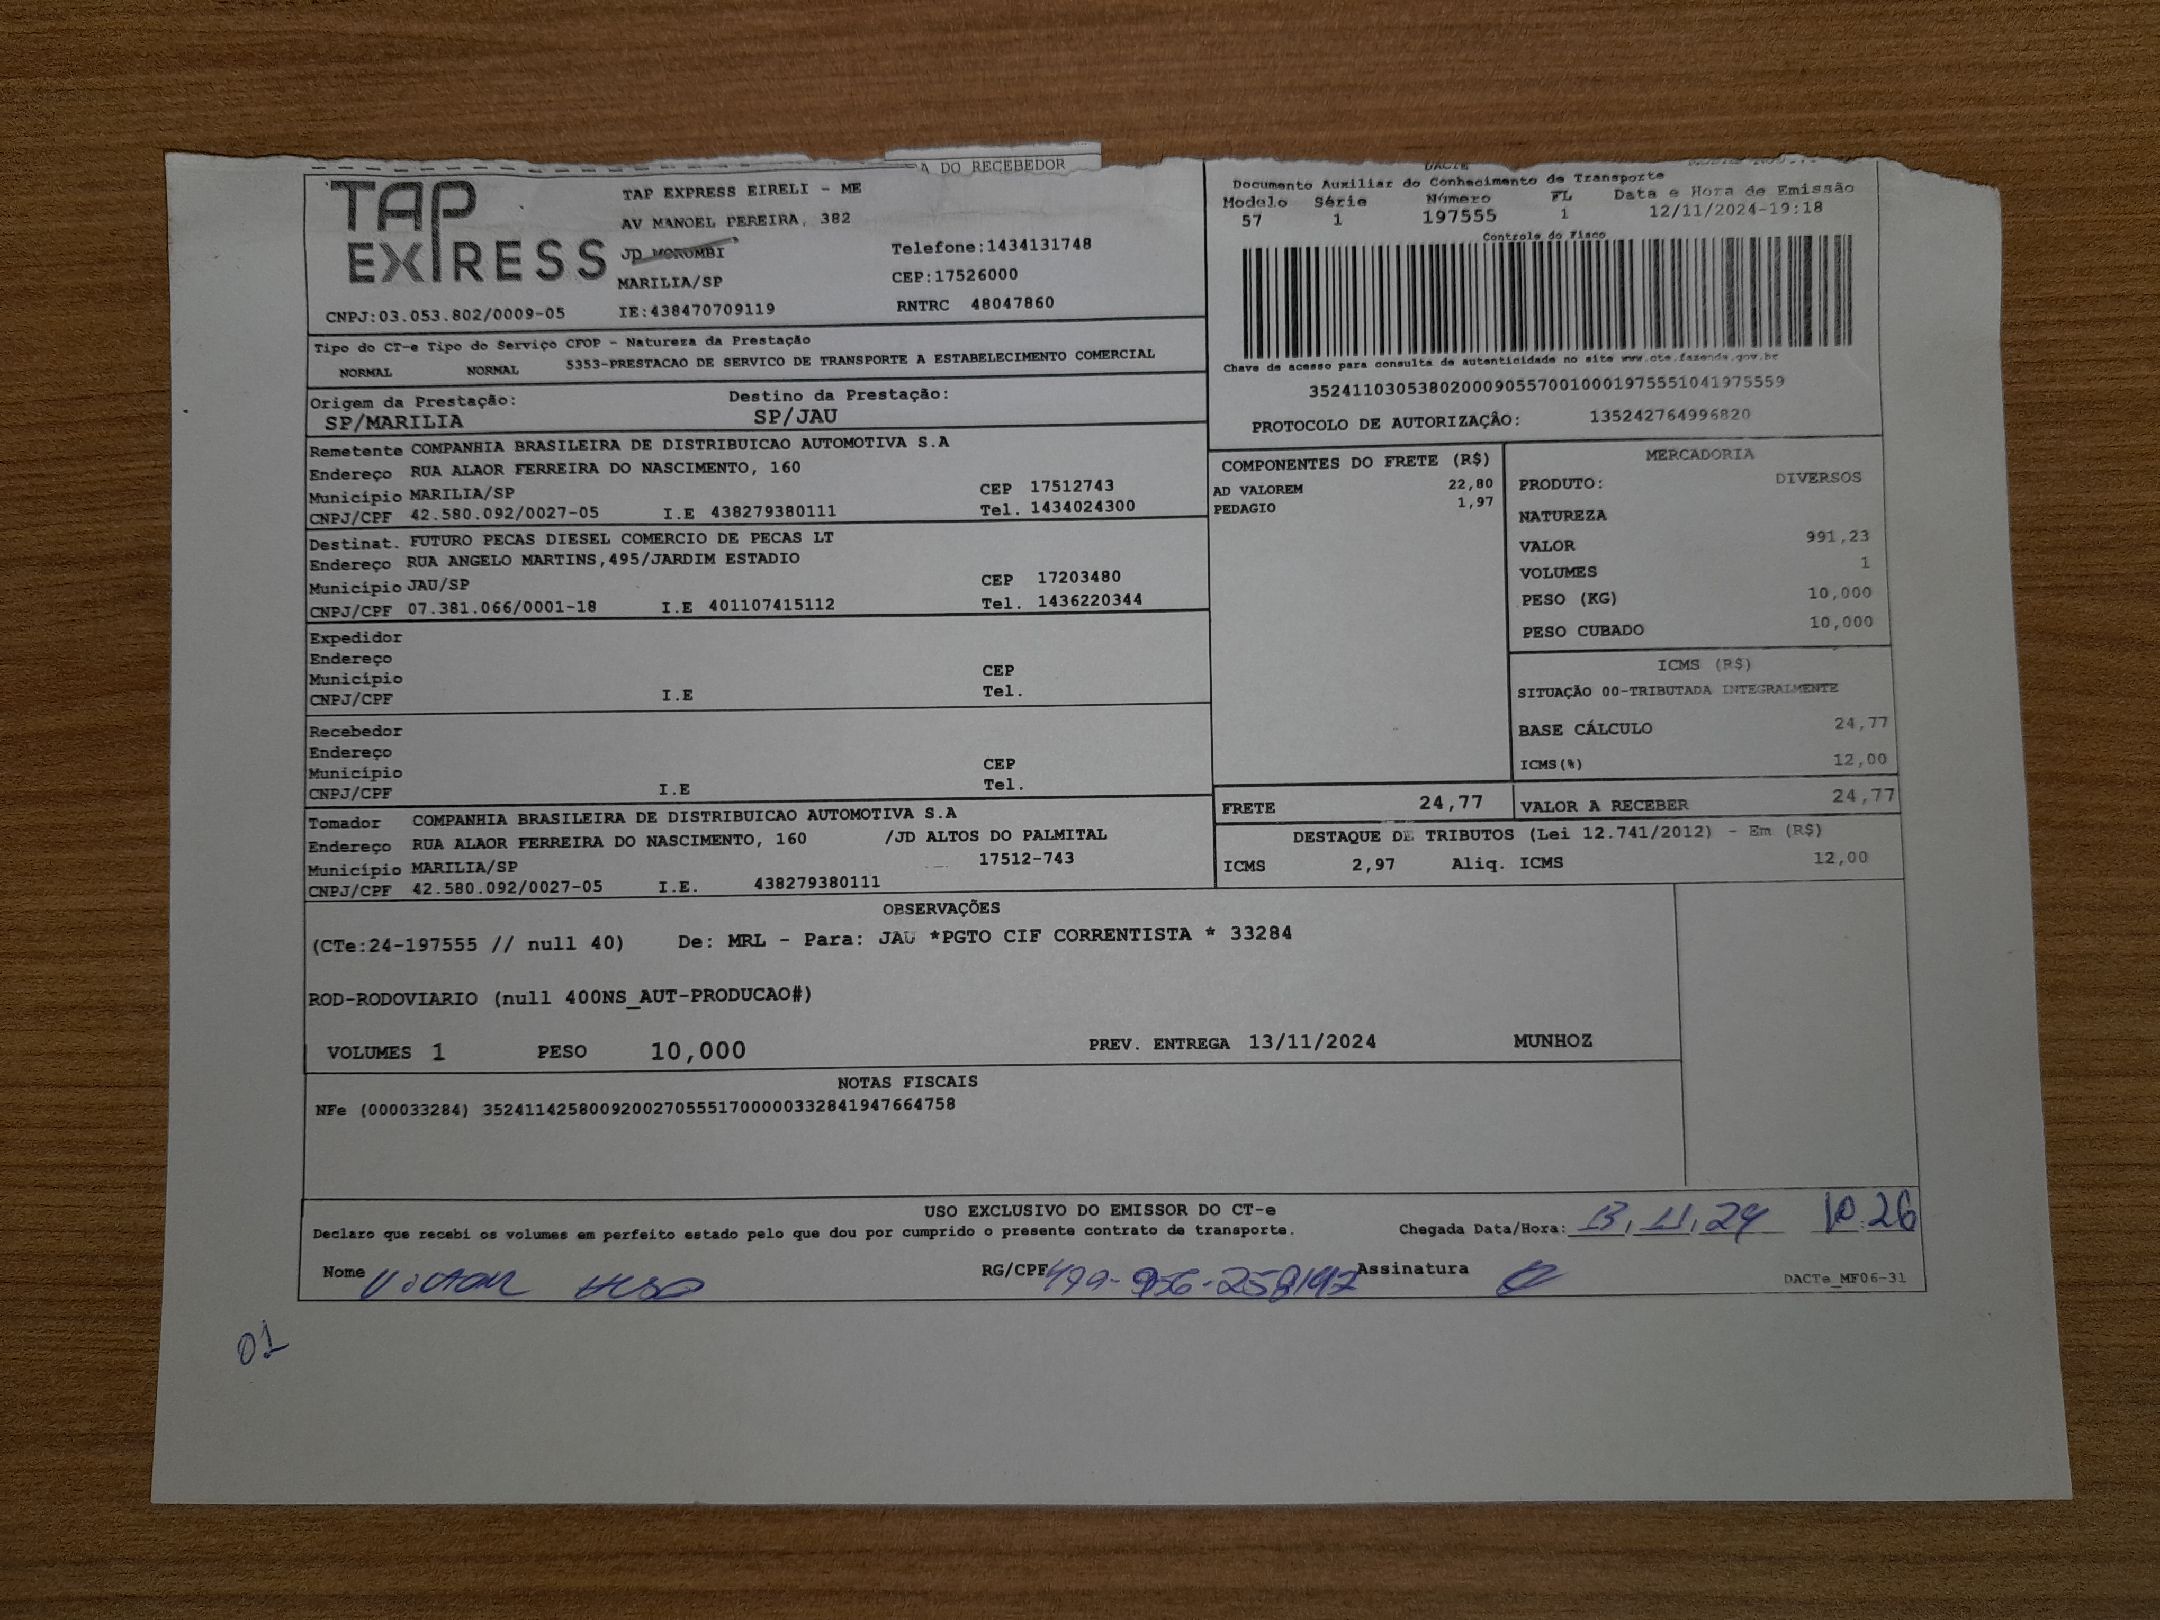 A DO RECEBEDOR
TAP EXPRESS
TAP EXPRESS EIRELI - ME
AV MANOEL PEREIRA, 382
JD MORUMBI
Telefone:1434131748
MARILIA/SP
CEP:17526000
CNPJ:03.053.802/0009-05 IE:438470709119 RNTRC 48047860
DACTE
Documento Auxiliar do Conhecimento de Transporte
Modelo Série Número FL Data e Hora de Emissão
57 1 197555 1 12/11/2024-19:18
Controle do Fisco
Chave de acesso para consulta de autenticidade no site www.cte.fazenda.gov.br
35241103053802000905570010001975551041975559
PROTOCOLO DE AUTORIZAÇÃO: 135242764996820
Tipo do CT-e Tipo do Serviço CFOP - Natureza da Prestação
NORMAL NORMAL 5353-PRESTACAO DE SERVICO DE TRANSPORTE A ESTABELECIMENTO COMERCIAL
Origem da Prestação: Destino da Prestação:
SP/MARILIA SP/JAU
Remetente COMPANHIA BRASILEIRA DE DISTRIBUICAO AUTOMOTIVA S.A
Endereço RUA ALAOR FERREIRA DO NASCIMENTO, 160
Município MARILIA/SP CEP 17512743
CNPJ/CPF 42.580.092/0027-05 I.E 438279380111 Tel. 1434024300
Destinat. FUTURO PECAS DIESEL COMERCIO DE PECAS LT
Endereço RUA ANGELO MARTINS,495/JARDIM ESTADIO
Município JAU/SP CEP 17203480
CNPJ/CPF 07.381.066/0001-18 I.E 401107415112 Tel. 1436220344
Expedidor
Endereço
Município CEP
CNPJ/CPF I.E Tel.
Recebedor
Endereço
Município CEP
CNPJ/CPF I.E Tel.
Tomador COMPANHIA BRASILEIRA DE DISTRIBUICAO AUTOMOTIVA S.A
Endereço RUA ALAOR FERREIRA DO NASCIMENTO, 160 /JD ALTOS DO PALMITAL
Município MARILIA/SP 17512-743
CNPJ/CPF 42.580.092/0027-05 I.E. 438279380111
COMPONENTES DO FRETE (R$)
AD VALOREM 22,80
PEDAGIO 1,97
MERCADORIA
PRODUTO: DIVERSOS
NATUREZA
VALOR 991,23
VOLUMES 1
PESO (KG) 10,000
PESO CUBADO 10,000
ICMS (R$)
SITUAÇÃO 00-TRIBUTADA INTEGRALMENTE
BASE CÁLCULO 24,77
ICMS(%) 12,00
FRETE 24,77 VALOR A RECEBER 24,77
DESTAQUE DE TRIBUTOS (Lei 12.741/2012) - Em (R$)
ICMS 2,97 Aliq. ICMS 12,00
OBSERVAÇÕES
(CTe:24-197555 // null 40) De: MRL - Para: JAU *PGTO CIF CORRENTISTA * 33284
ROD-RODOVIARIO (null 400NS_AUT-PRODUCAO#)
VOLUMES 1 PESO 10,000 PREV. ENTREGA 13/11/2024 MUNHOZ
NOTAS FISCAIS
NFe (000033284) 35241142580092002705551700000332841947664758
USO EXCLUSIVO DO EMISSOR DO CT-e
Declaro que recebi os volumes em perfeito estado pelo que dou por cumprido o presente contrato de transporte. Chegada Data/Hora: 13.11.24 10:26
Nome Victor RG/CPF Assinatura
DACTe_MF06-31
01